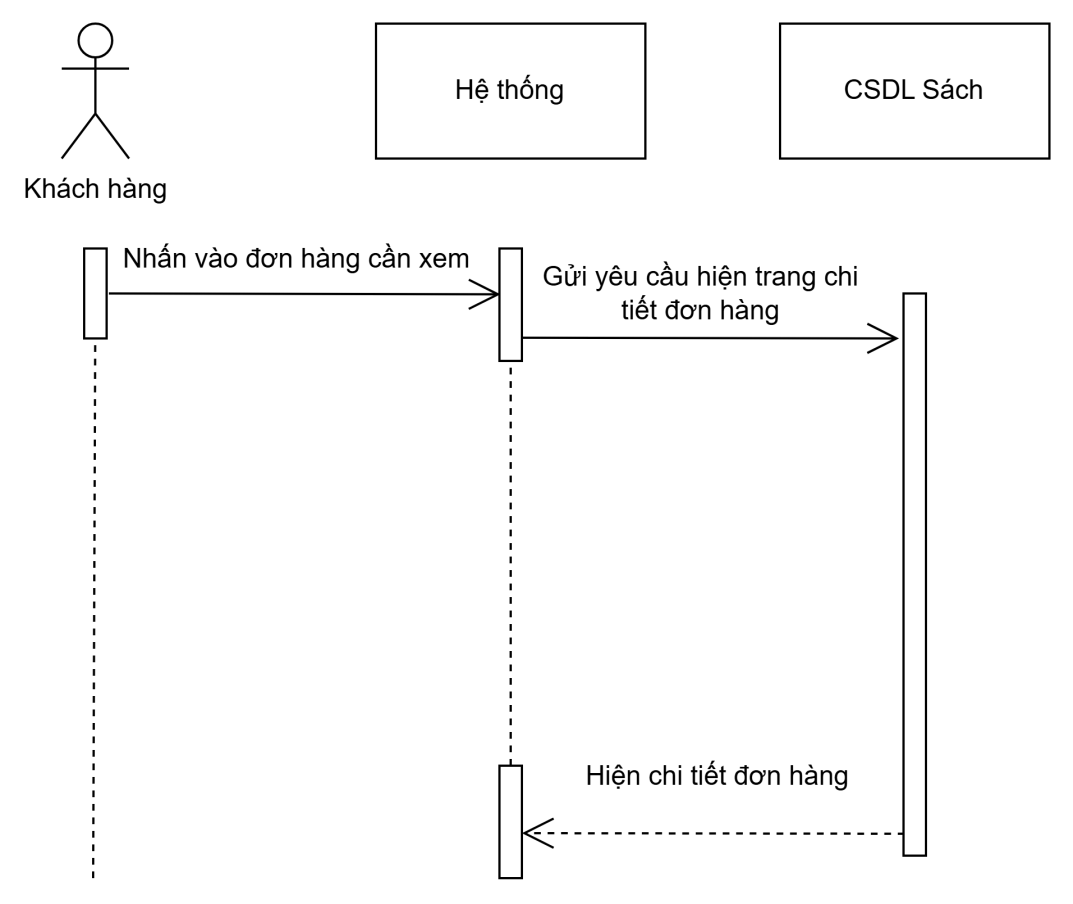 Hệ thống
CSDL Sách
Khách hàng
Nhấn vào đơn hàng cần xem
Gửi yêu cầu hiện trang chi
tiết đơn hàng
Hiện chi tiết đơn hàng